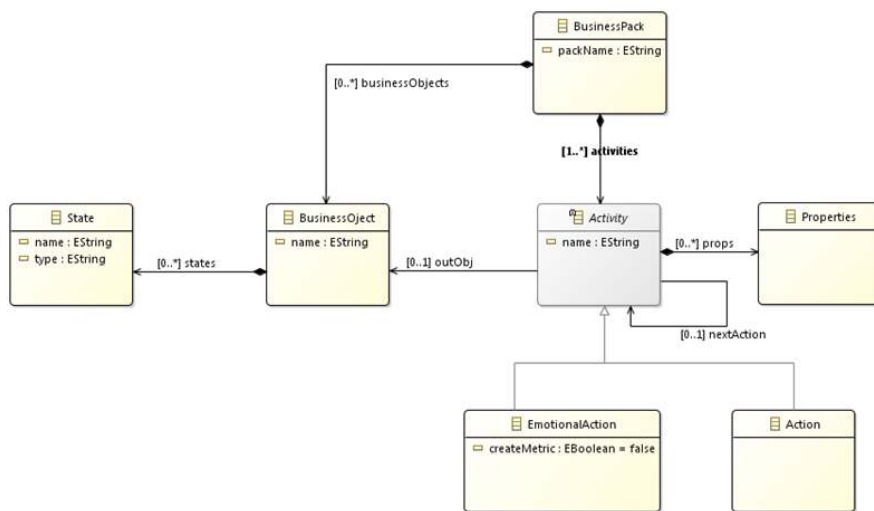 BusinessPack
packName : EString
[0..*] businessObjects
[1..*] activities
State
name : EString
type : EString
BusinessOject
name : EString
Activity
name : EString
Properties
[0..*] states
[0..1] outObj
[0..*] props
[0..1] nextAction
EmotionalAction
createMetric : EBoolean = false
Action